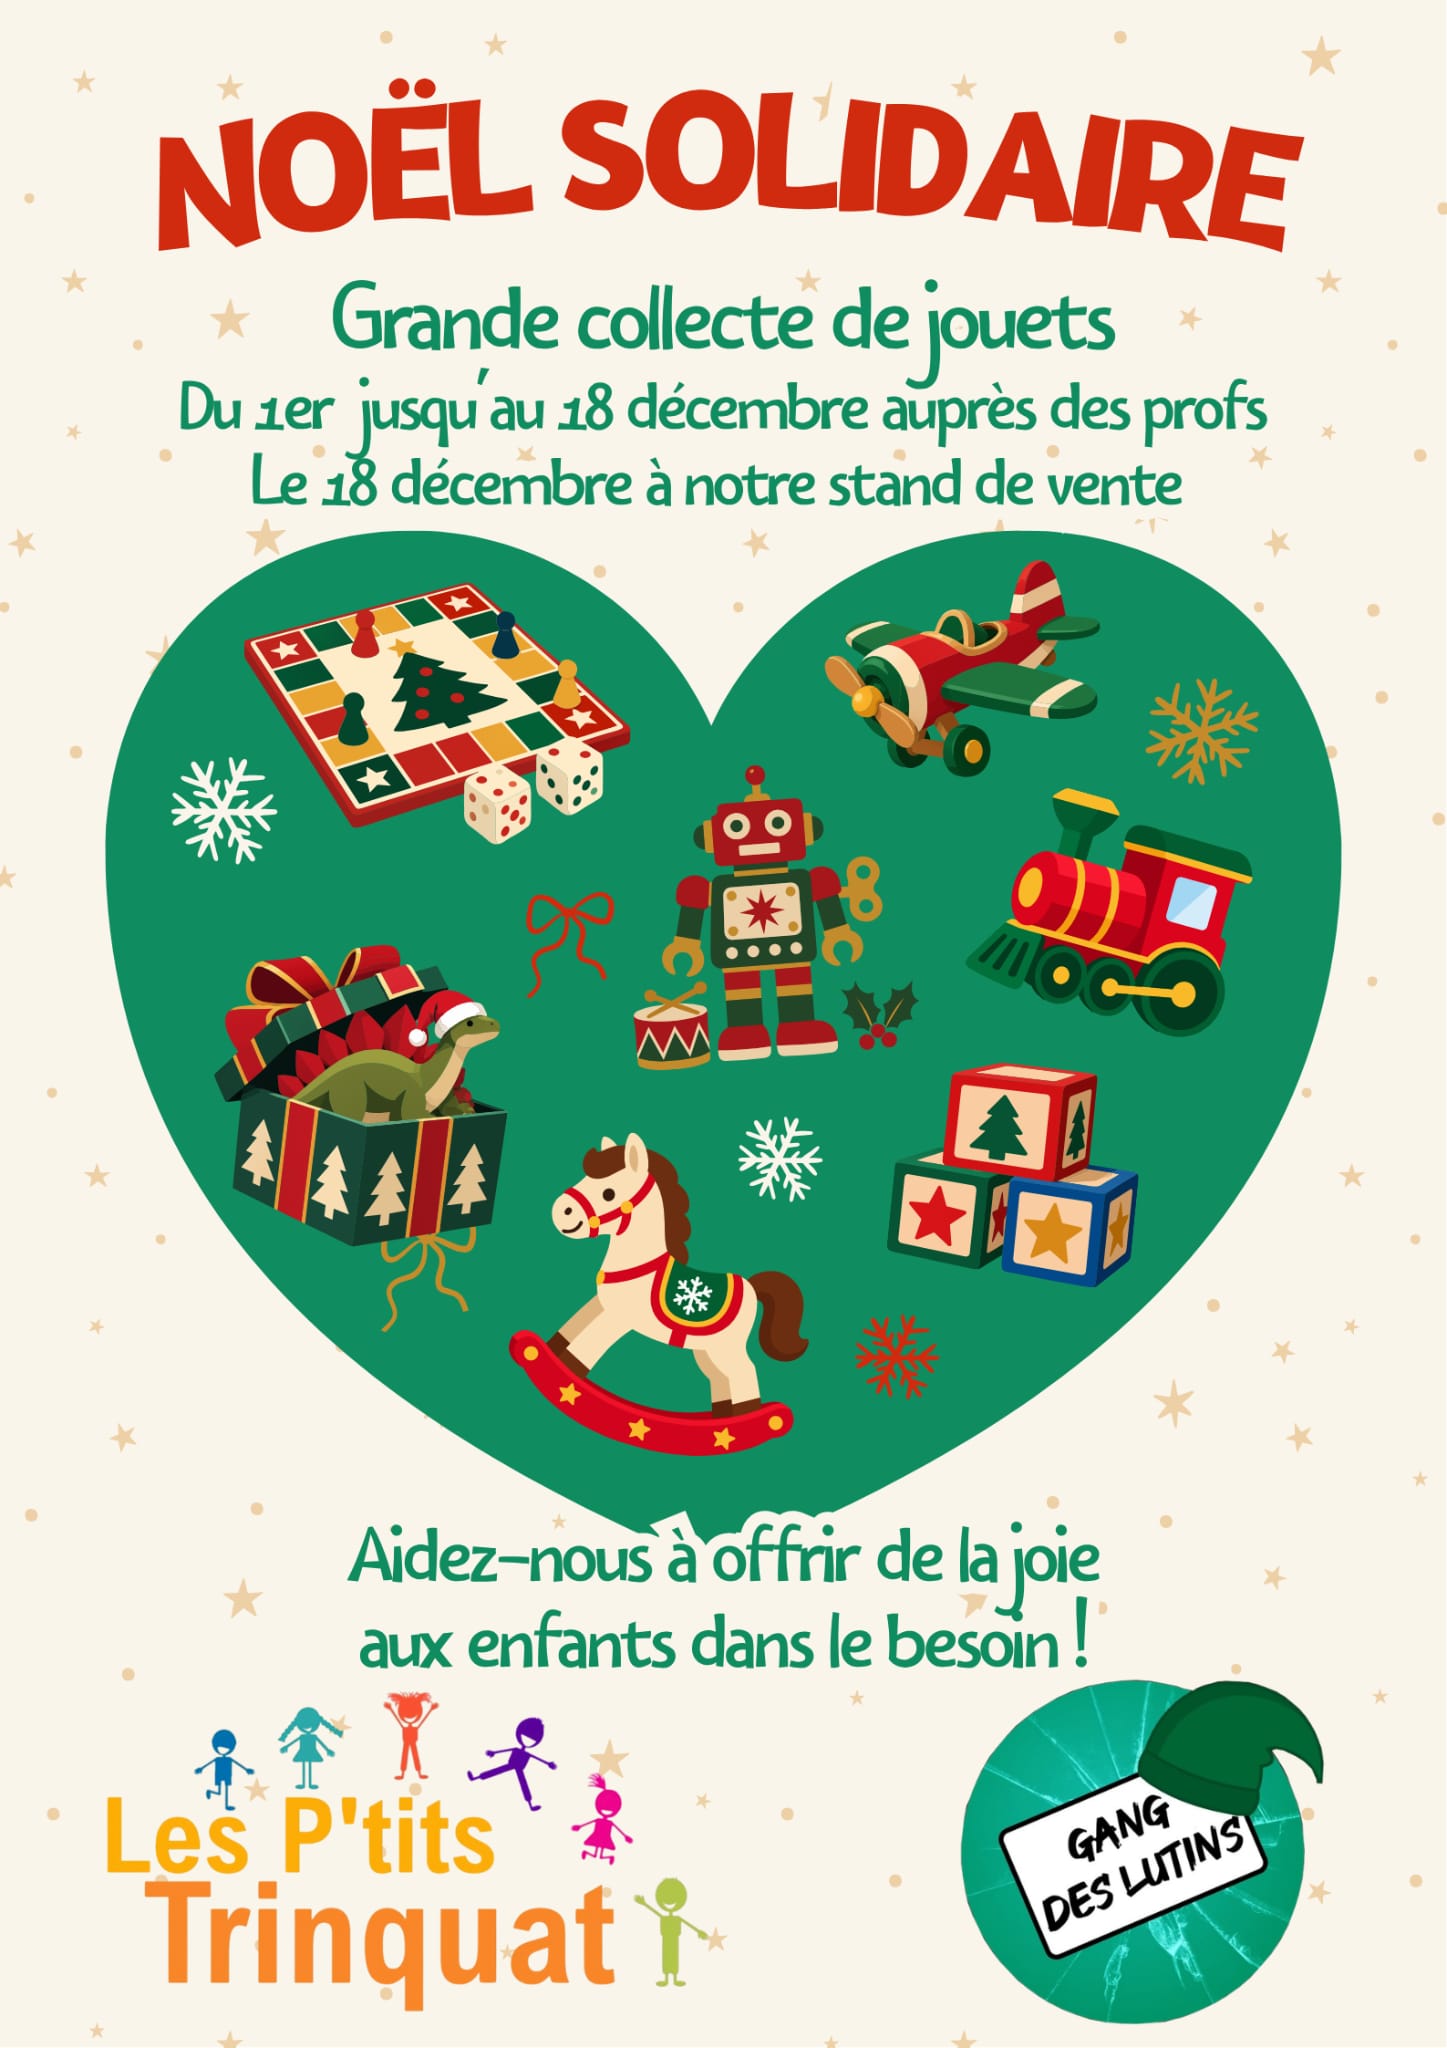 NOËL SOLIDAIRE
Grande collecte de jouets
Du 1er jusqu'au 18 décembre auprès des profs
Le 18 décembre à notre stand de vente
Aidez-nous à offrir de la joie
aux enfants dans le besoin !
Les P'tits
Trinquat
GANG
DES LUTINS